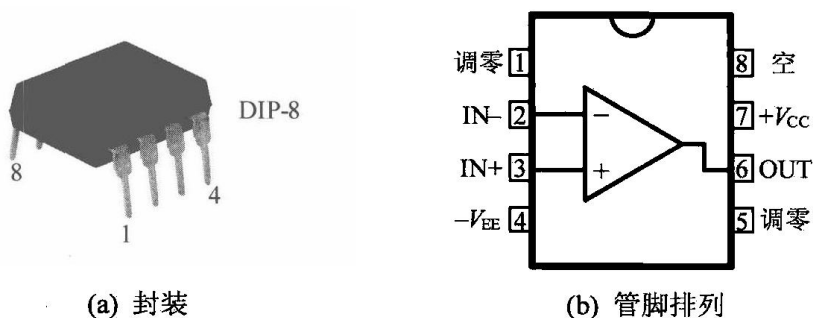 DIP-8
8
4
1
(a) 封装
调零 1
8 空
IN- 2
7 +VCC
IN+ 3
6 OUT
-VEE 4
5 调零
− +
(b) 管脚排列